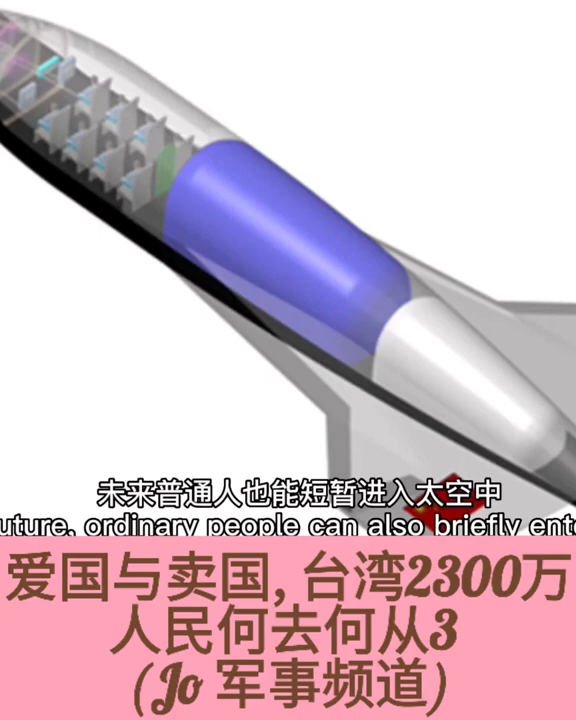 未来普通人也能短暂进入太空中
uture, ordinary people can also briefly ente
爱国与卖国,台湾2300万
人民何去何从3
(Jo 军事频道)